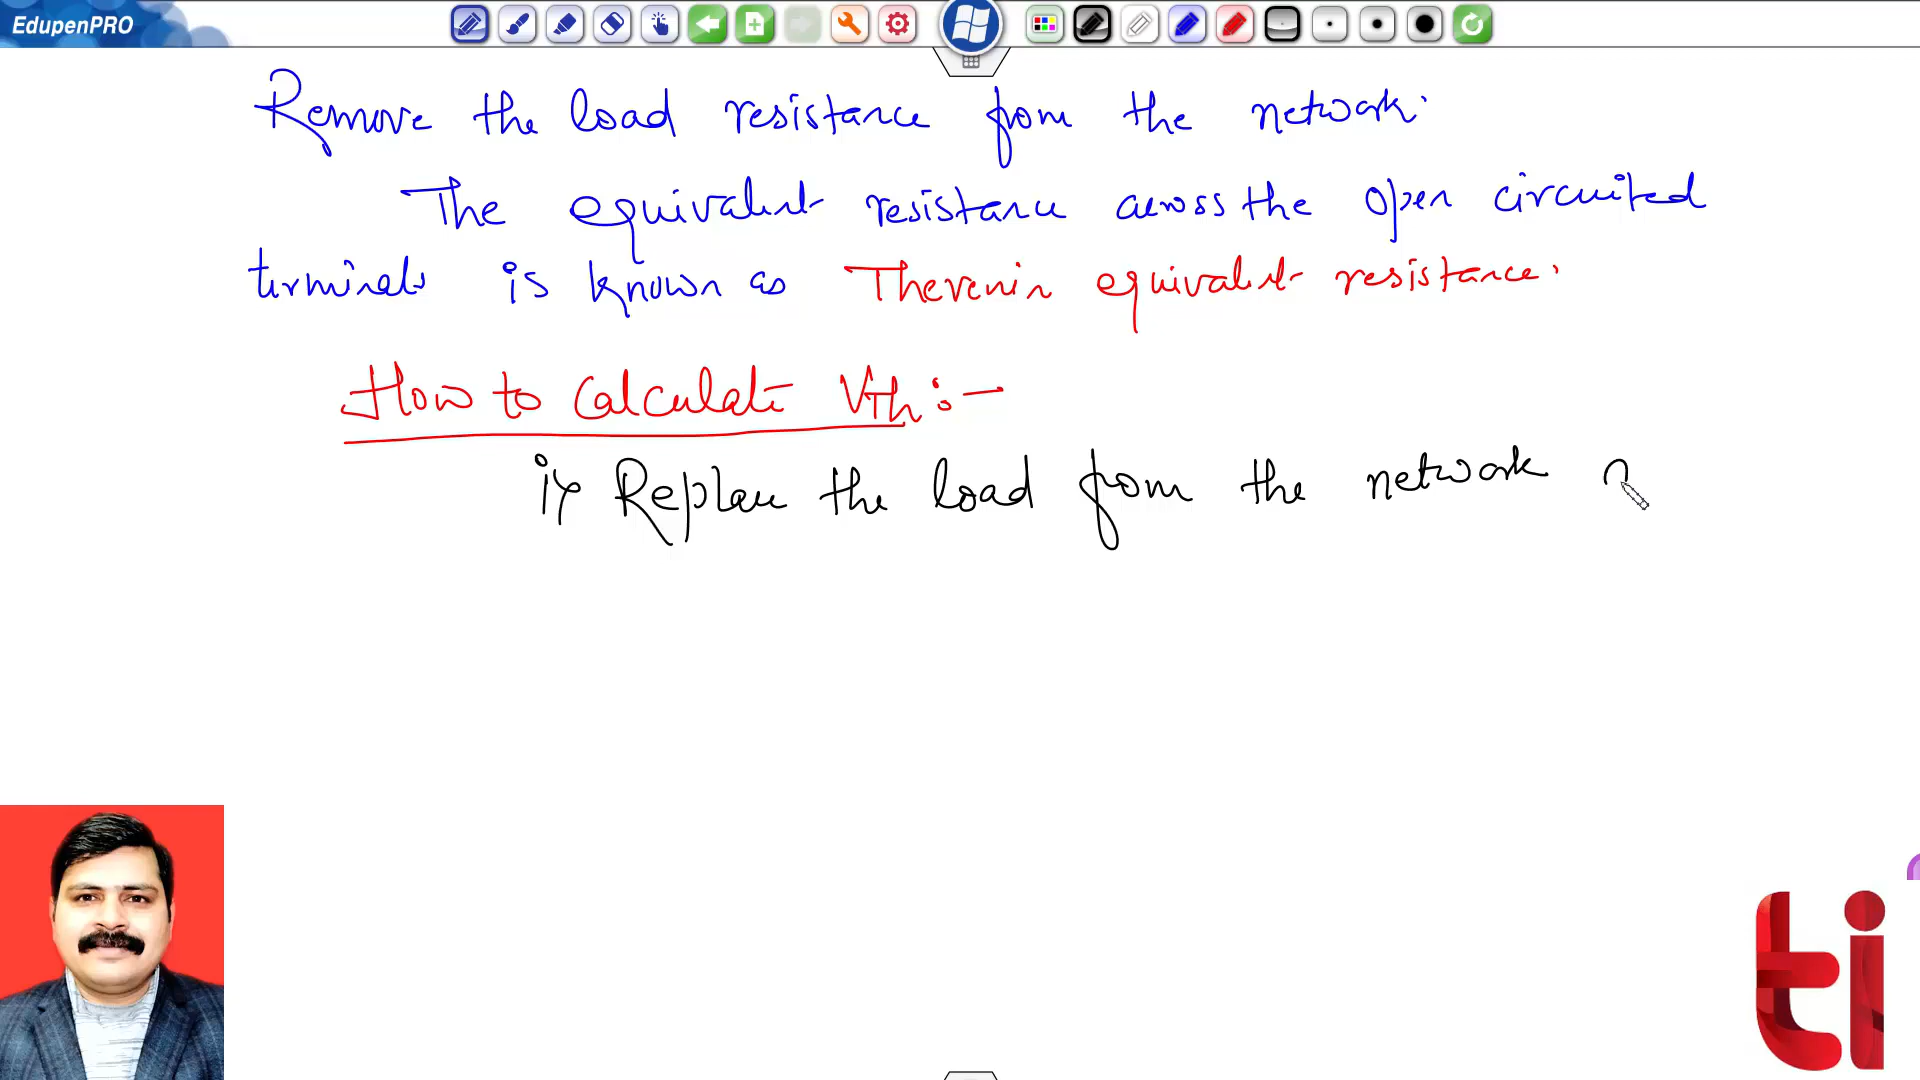 EdupenPRO
Remove the load resistance from the network.
The equivalent resistance across the open circuited
terminals is known as Thevenin equivalent resistance.
How to Calculate VTh :-
i) Replace the load from the network
ti